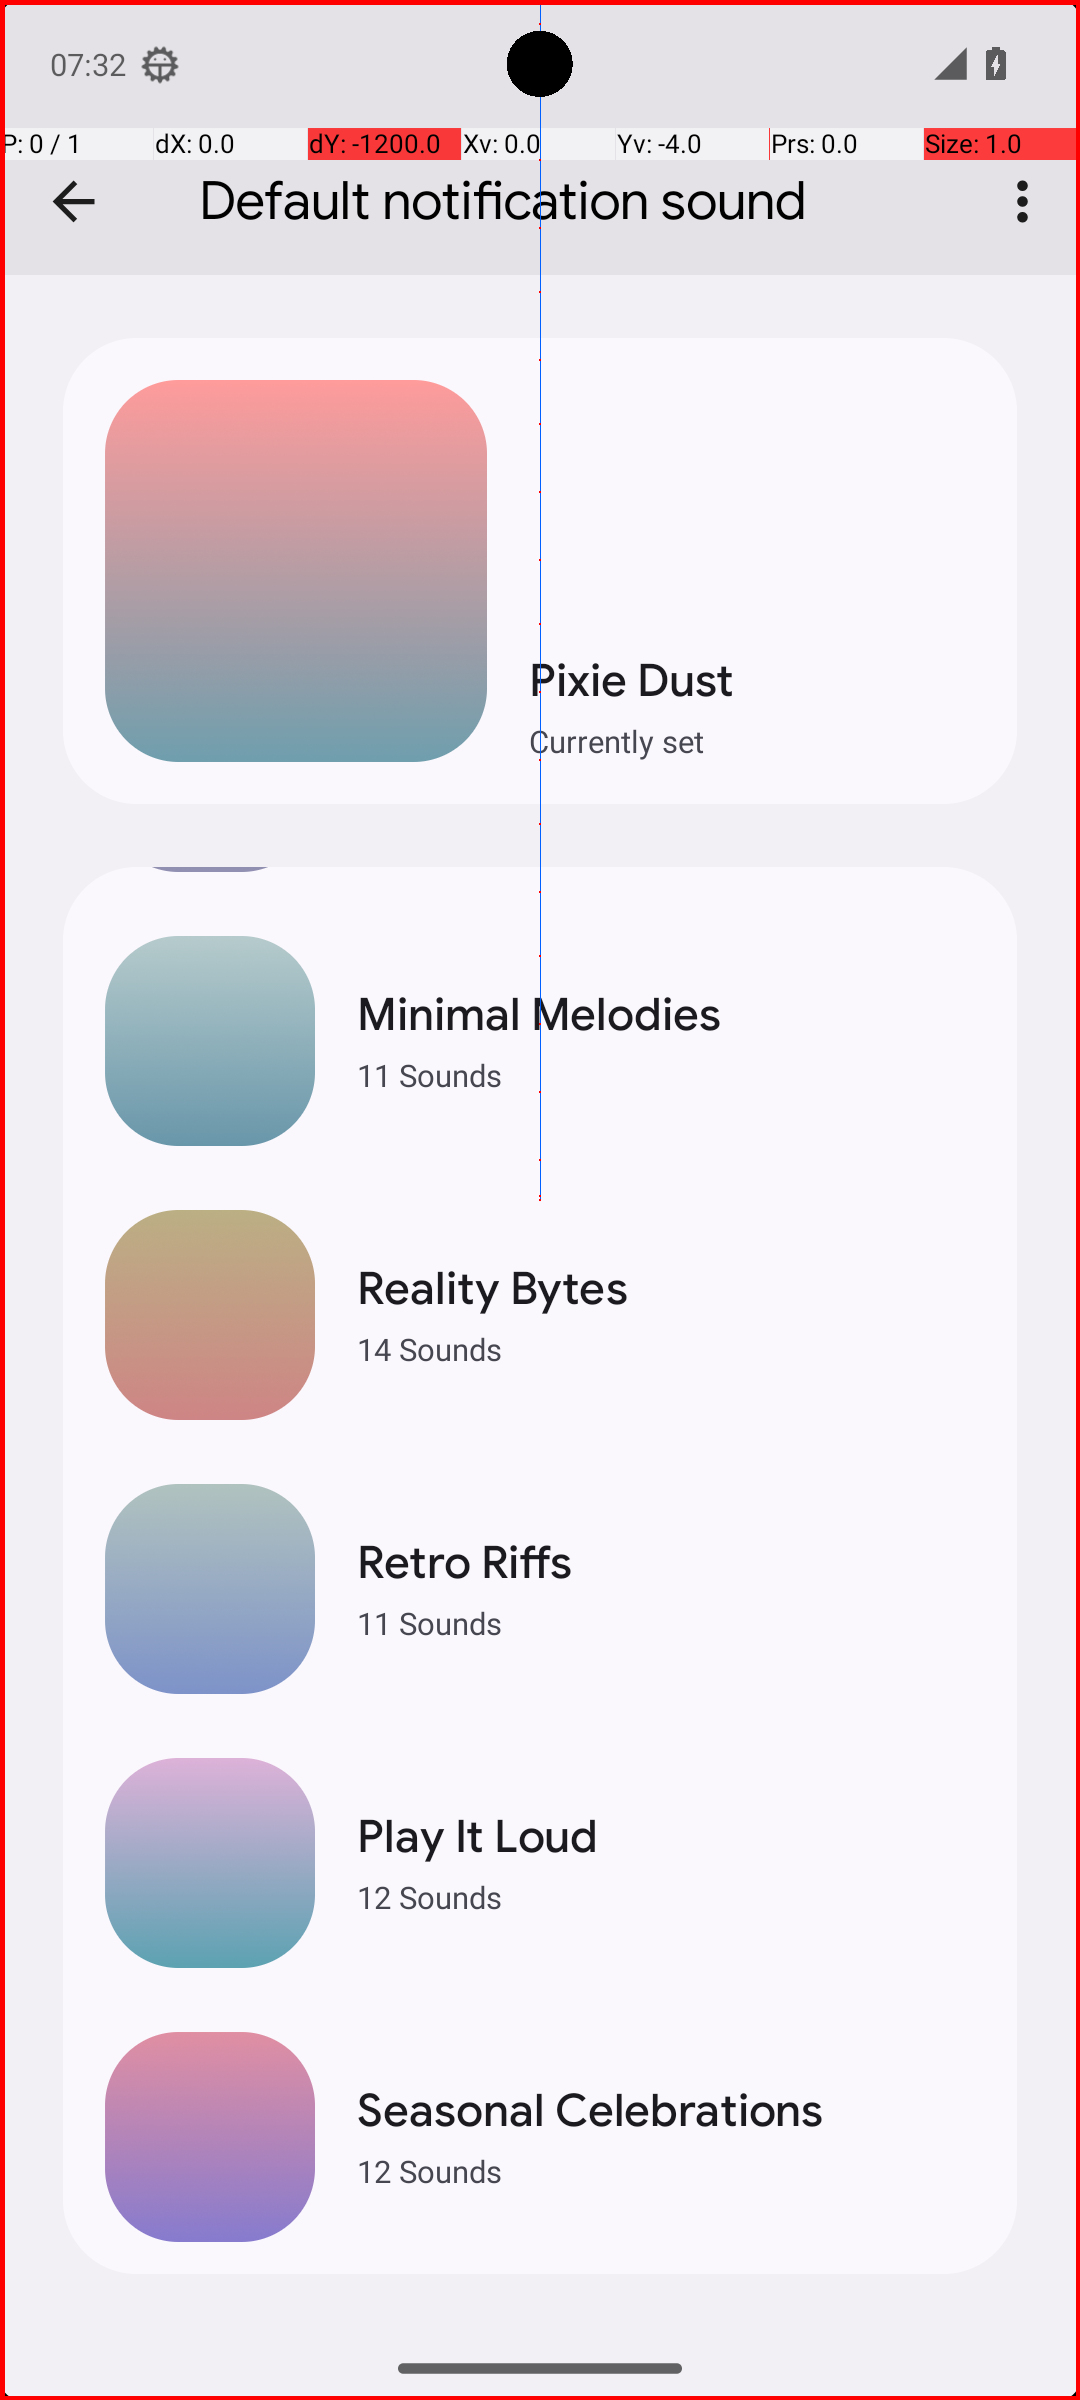 07:32
P: 0 / 1 dX: 0.0 dY: -1200.0 Xv: 0.0 Yv: -4.0 Prs: 0.0 Size: 1.0
Default notification sound
Pixie Dust
Currently set
Minimal Melodies
11 Sounds
Reality Bytes
14 Sounds
Retro Riffs
11 Sounds
Play It Loud
12 Sounds
Seasonal Celebrations
12 Sounds